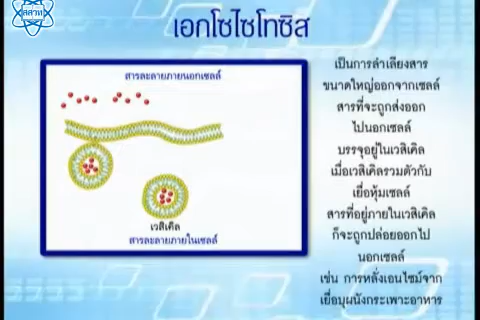 สสวท
เอกโซไซโทซิส
สารละลายภายนอกเซลล์
เวสิเคิล
สารละลายภายในเซลล์
เป็นการลำเลียงสาร
ขนาดใหญ่ออกจากเซลล์
สารที่จะถูกส่งออก
ไปนอกเซลล์
บรรจุอยู่ในเวสิเคิล
เมื่อเวสิเคิลรวมตัวกับ
เยื่อหุ้มเซลล์
สารที่อยู่ภายในเวสิเคิล
ก็จะถูกปล่อยออกไป
นอกเซลล์
เช่น การหลั่งเอนไซม์จาก
เยื่อบุผนังกระเพาะอาหาร